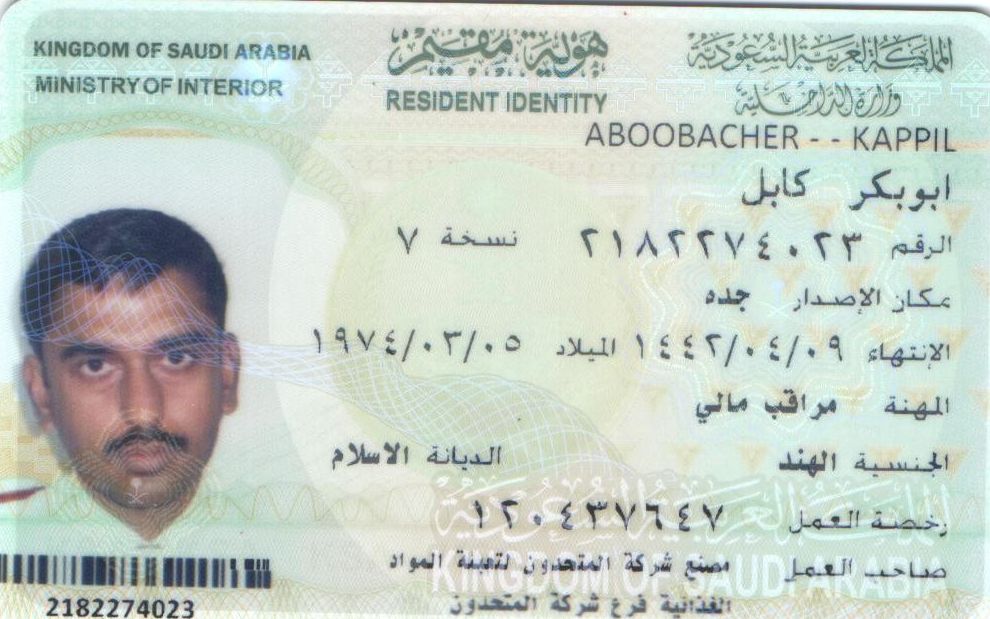 KINGDOM OF SAUDI ARABIA
MINISTRY OF INTERIOR
هوية مقيم
RESIDENT IDENTITY
المملكة العربية السعودية
وزارة الداخلية
ABOOBACHER - - KAPPIL
ابوبكر كابل
الرقم ٢١٨٢٢٧٤٠٢٣ نسخة ٧
مكان الإصدار جده
الإنتهاء ١٤٤٢/٠٤/٠٩ الميلاد ١٩٧٤/٠٣/٠٥
المهنة مراقب مالي
الجنسية الهند الديانة الاسلام
المملكة العربية السعودية
رخصة العمل ١٢٠٤٣٧٦٤٧
صاحب العمل مصنع شركة المتحدون لتعبئة المواد
KINGDOM OF SAUDI ARABIA
الغذائية فرع شركة المتحدون
2182274023